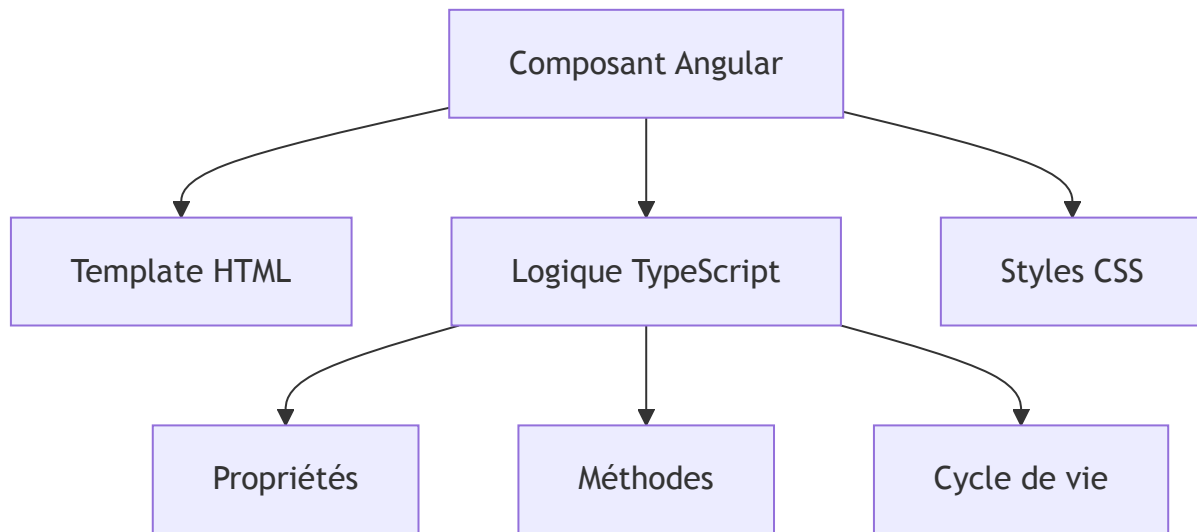 Composant Angular
Template HTML
Logique TypeScript
Styles CSS
Propriétés
Méthodes
Cycle de vie